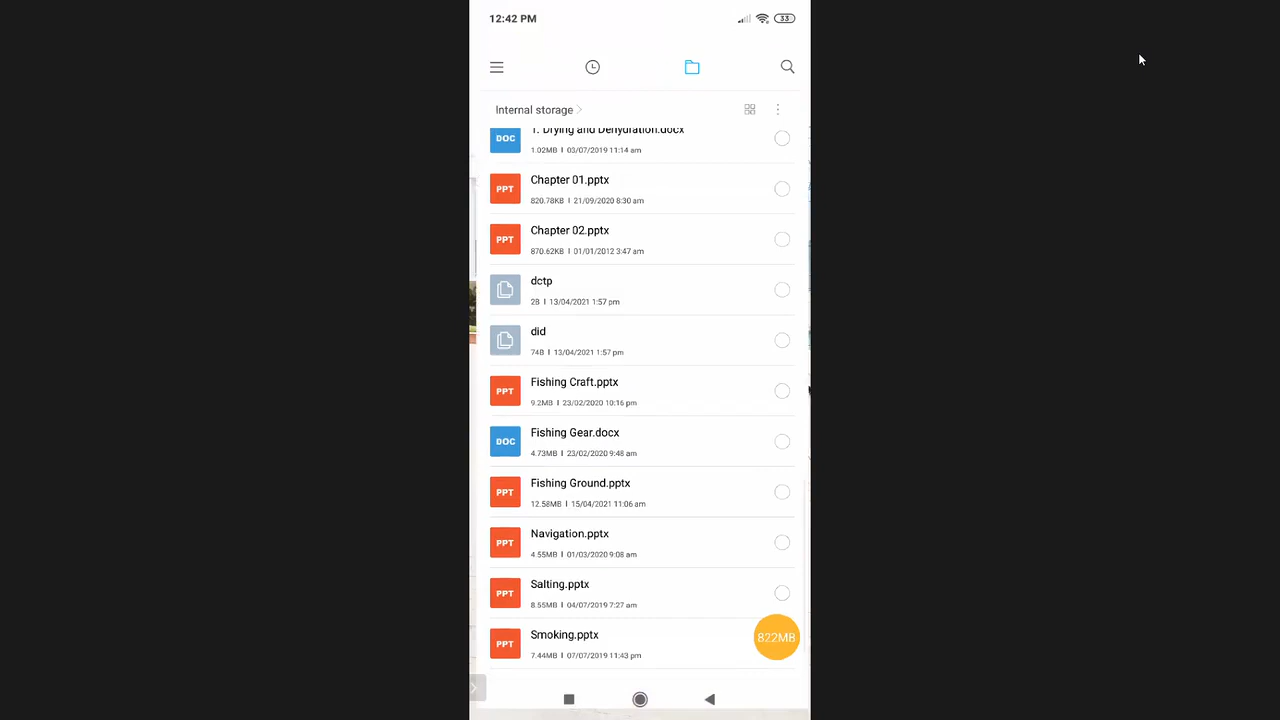 12:42 PM
33
Internal storage
DOC
1. Drying and Dehydration.docx
1.02MB | 03/07/2019 11:14 am
PPT
Chapter 01.pptx
820.78KB | 21/09/2020 8:30 am
PPT
Chapter 02.pptx
870.62KB | 01/01/2012 3:47 am
dctp
2B | 13/04/2021 1:57 pm
did
74B | 13/04/2021 1:57 pm
PPT
Fishing Craft.pptx
9.2MB | 23/02/2020 10:16 pm
DOC
Fishing Gear.docx
4.73MB | 23/02/2020 9:48 am
PPT
Fishing Ground.pptx
12.58MB | 15/04/2021 11:06 am
PPT
Navigation.pptx
4.55MB | 01/03/2020 9:08 am
PPT
Salting.pptx
8.55MB | 04/07/2019 7:27 am
PPT
Smoking.pptx
7.44MB | 07/07/2019 11:43 pm
822MB